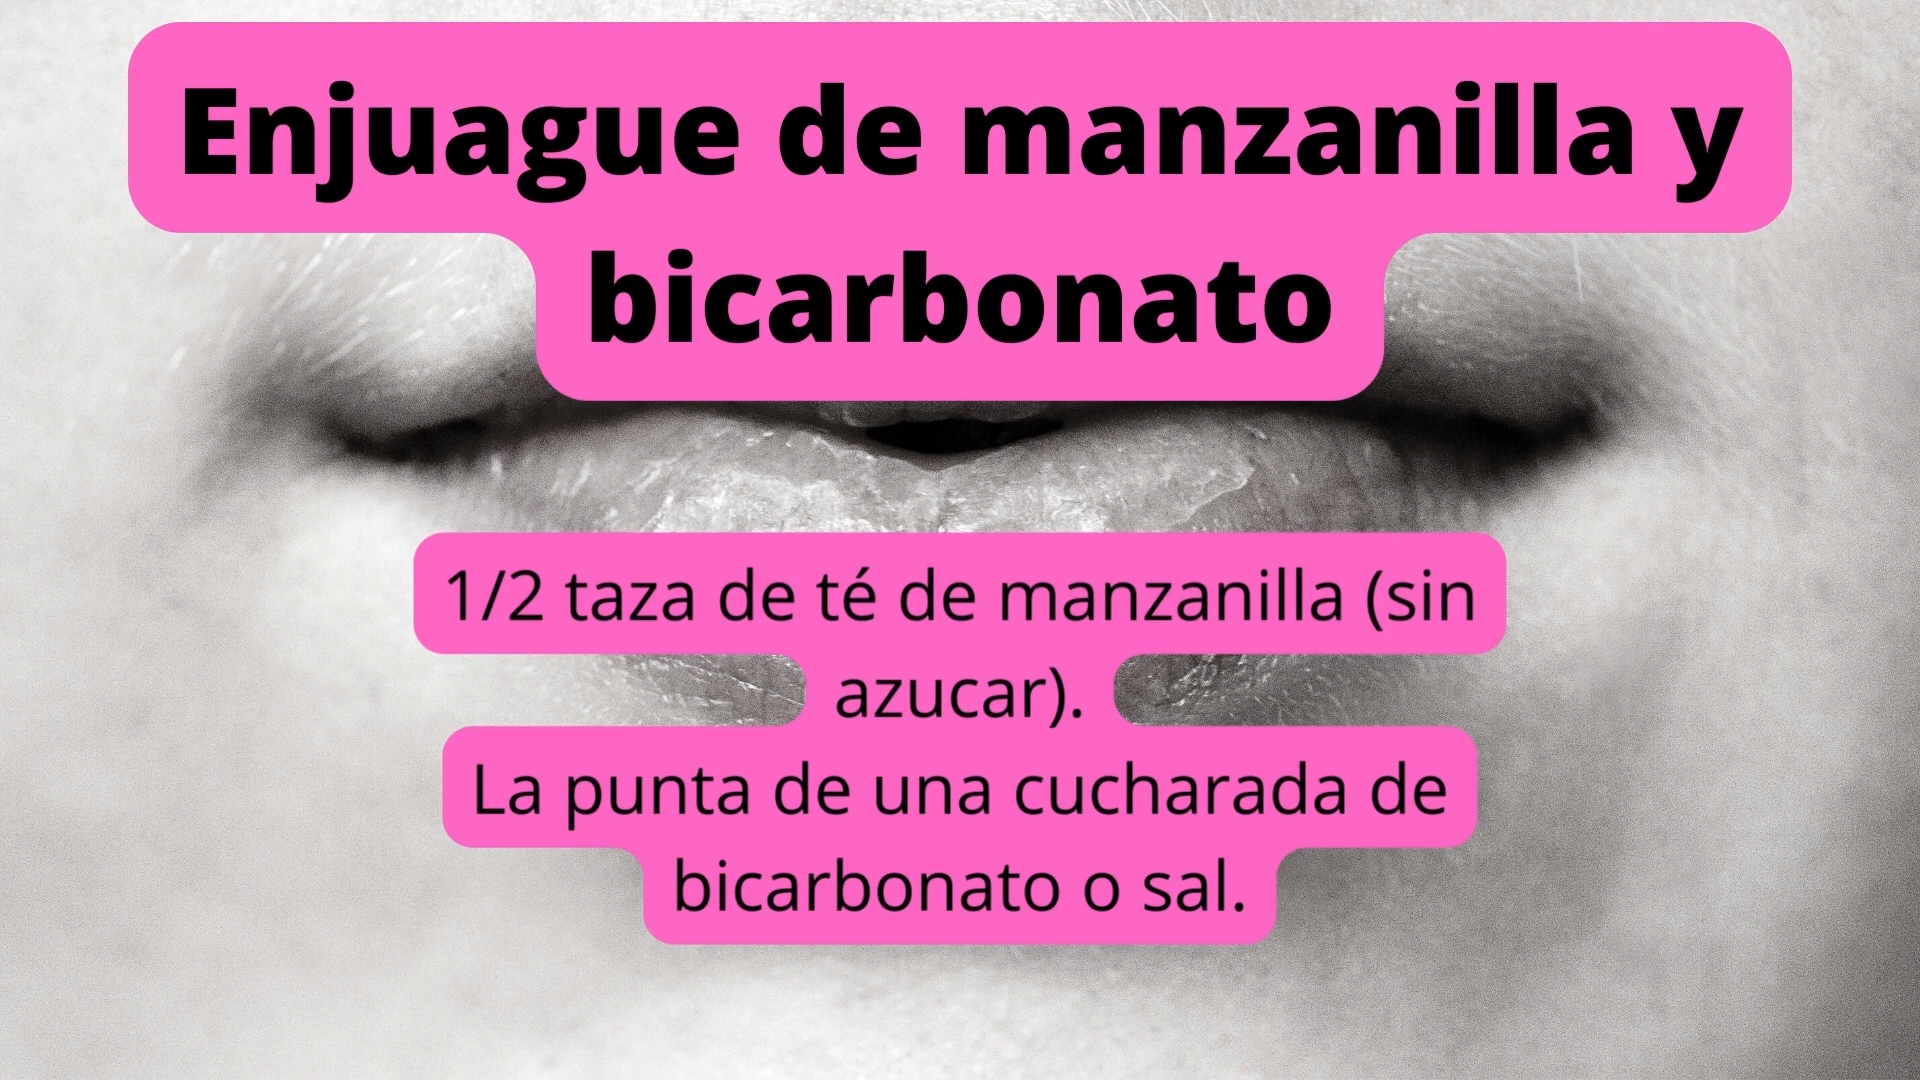 Enjuague de manzanilla y
bicarbonato
1/2 taza de té de manzanilla (sin
azucar).
La punta de una cucharada de
bicarbonato o sal.